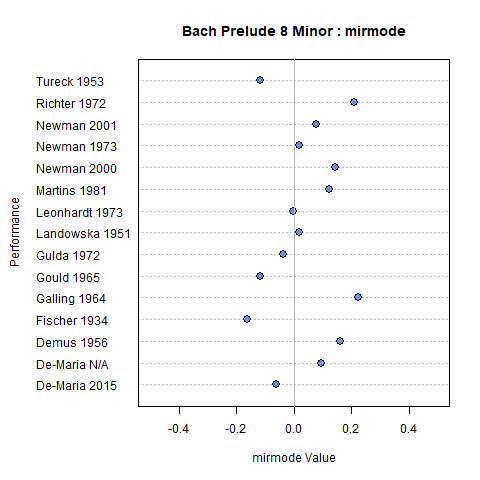 Bach Prelude 8 Minor : mirmode
Performance
Tureck 1953
Richter 1972
Newman 2001
Newman 1973
Newman 2000
Martins 1981
Leonhardt 1973
Landowska 1951
Gulda 1972
Gould 1965
Galling 1964
Fischer 1934
Demus 1956
De-Maria N/A
De-Maria 2015
-0.4 -0.2 0.0 0.2 0.4
mirmode Value